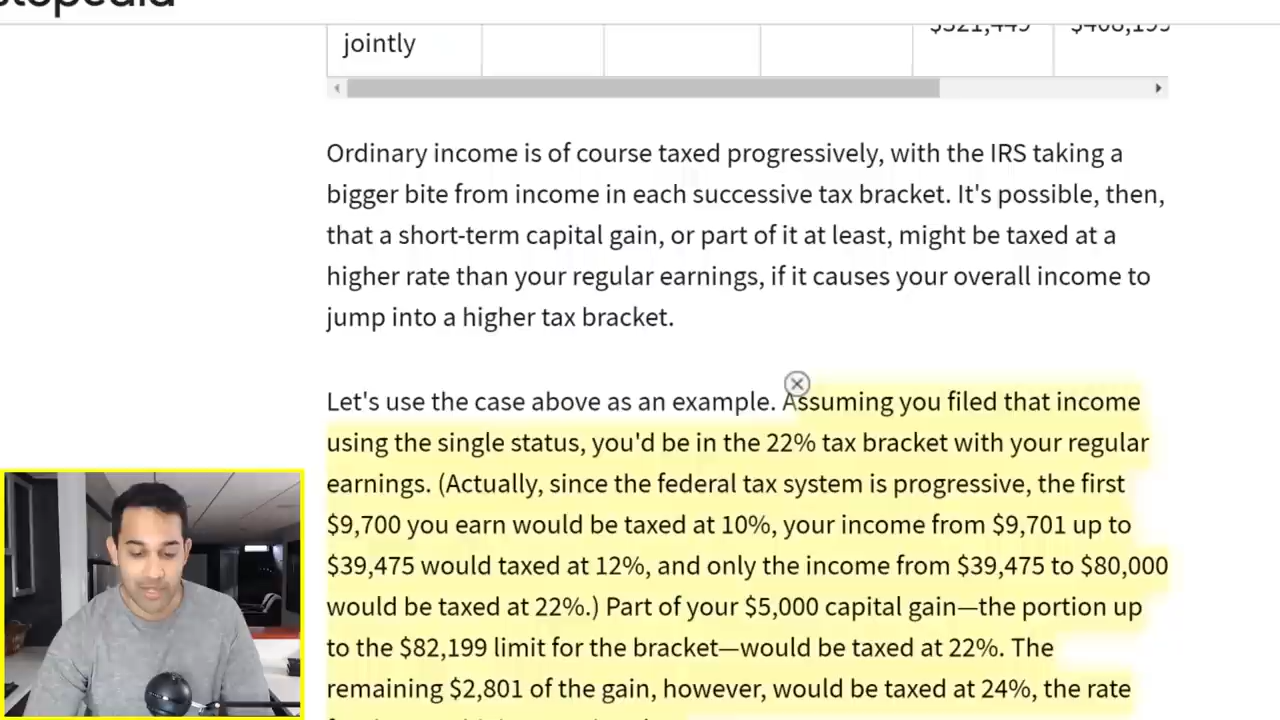 jointly
Ordinary income is of course taxed progressively, with the IRS taking a
bigger bite from income in each successive tax bracket. It's possible, then,
that a short-term capital gain, or part of it at least, might be taxed at a
higher rate than your regular earnings, if it causes your overall income to
jump into a higher tax bracket.
Let's use the case above as an example. Assuming you filed that income
using the single status, you'd be in the 22% tax bracket with your regular
earnings. (Actually, since the federal tax system is progressive, the first
$9,700 you earn would be taxed at 10%, your income from $9,701 up to
$39,475 would taxed at 12%, and only the income from $39,475 to $80,000
would be taxed at 22%.) Part of your $5,000 capital gain—the portion up
to the $82,199 limit for the bracket—would be taxed at 22%. The
remaining $2,801 of the gain, however, would be taxed at 24%, the rate